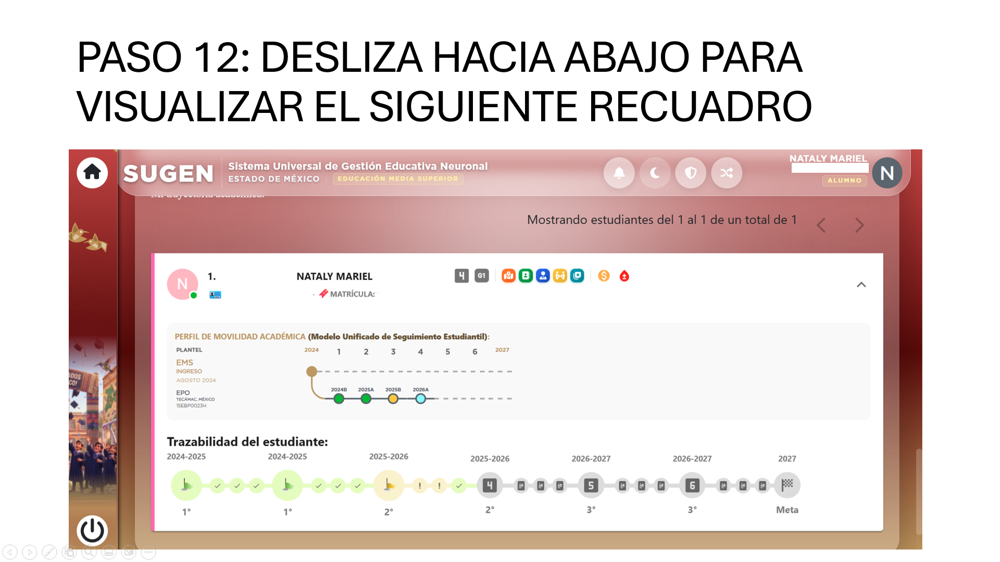 PASO 12: DESLIZA HACIA ABAJO PARA
VISUALIZAR EL SIGUIENTE RECUADRO
SUGEN
Sistema Universal de Gestión Educativa Neuronal
ESTADO DE MÉXICO
EDUCACIÓN MEDIA SUPERIOR
NATALY MARIEL
ALUMNO
N
Mi trayectoria académica.
Mostrando estudiantes del 1 al 1 de un total de 1
N
1.
NATALY MARIEL
4 G1
- MATRÍCULA:
PERFIL DE MOVILIDAD ACADÉMICA (Modelo Unificado de Seguimiento Estudiantil):
PLANTEL
2024 1 2 3 4 5 6 2027
EMS
INGRESO
AGOSTO 2024
EPO
TECÁMAC, MÉXICO
15EBP0023H
2024B 2025A 2025B 2026A
Trazabilidad del estudiante:
2024-2025 2024-2025 2025-2026 2025-2026 2026-2027 2026-2027 2027
! ! 4 5 6
1° 1° 2° 2° 3° 3° Meta